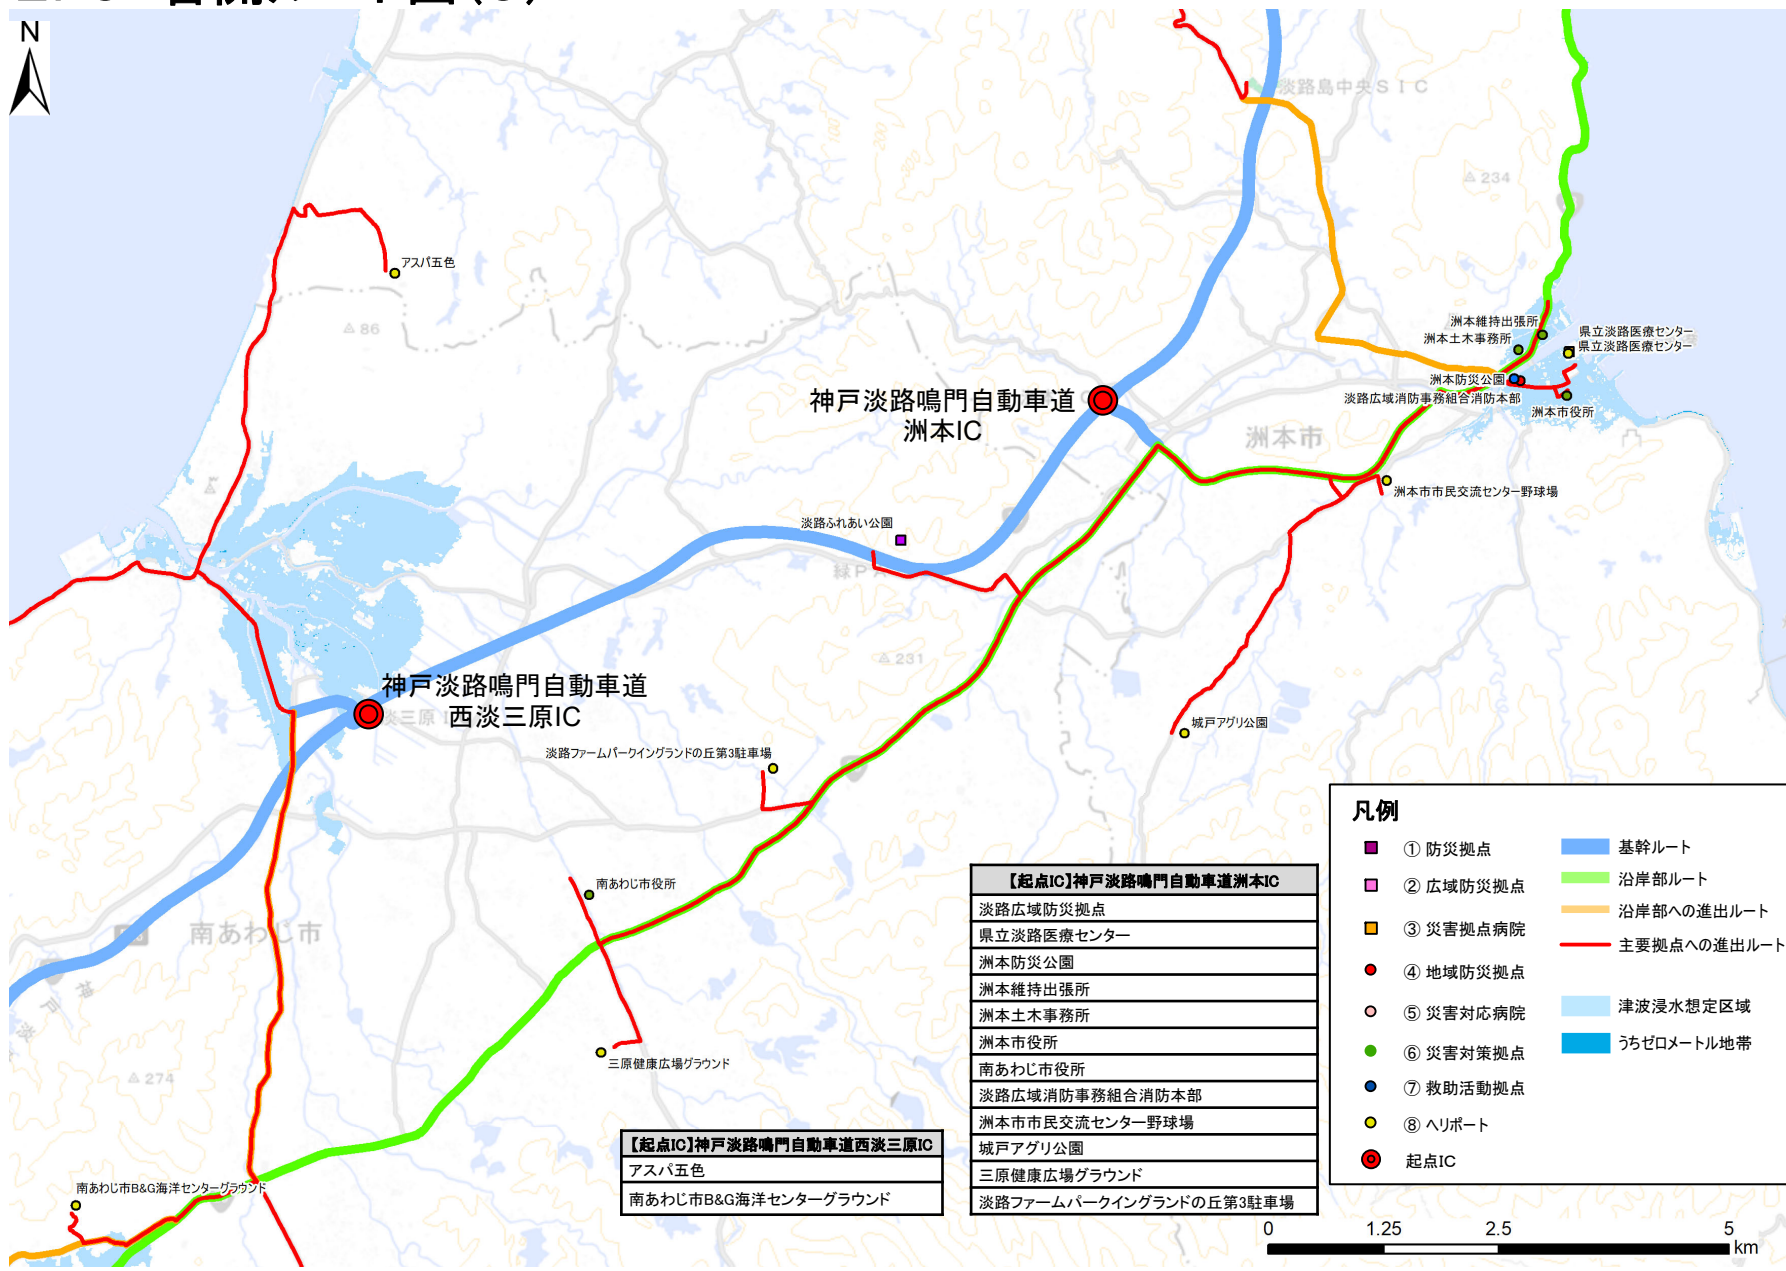 N
淡路島中央SIC
234
アスパ五色
86
洲本維持出張所
洲本土木事務所
県立淡路医療センター
県立淡路医療センター
洲本防災公園
淡路広域消防事務組合消防本部
洲本市役所
神戸淡路鳴門自動車道
洲本IC
洲本市
洲本市市民交流センター野球場
淡路ふれあい公園
緑PA
231
神戸淡路鳴門自動車道
西淡三原IC
城戸アグリ公園
淡路ファームパークイングランドの丘第3駐車場
南あわじ市役所
南あわじ市
三原健康広場グラウンド
274
南あわじ市B&G海洋センターグラウンド
【起点IC】神戸淡路鳴門自動車道西淡三原IC
アスパ五色
南あわじ市B&G海洋センターグラウンド
【起点IC】神戸淡路鳴門自動車道洲本IC
淡路広域防災拠点
県立淡路医療センター
洲本防災公園
洲本維持出張所
洲本土木事務所
洲本市役所
南あわじ市役所
淡路広域消防事務組合消防本部
洲本市市民交流センター野球場
城戸アグリ公園
三原健康広場グラウンド
淡路ファームパークイングランドの丘第3駐車場
凡例
① 防災拠点
② 広域防災拠点
③ 災害拠点病院
④ 地域防災拠点
⑤ 災害対応病院
⑥ 災害対策拠点
⑦ 救助活動拠点
⑧ ヘリポート
起点IC
基幹ルート
沿岸部ルート
沿岸部への進出ルート
主要拠点への進出ルート
津波浸水想定区域
うちゼロメートル地帯
0 1.25 2.5 5
km